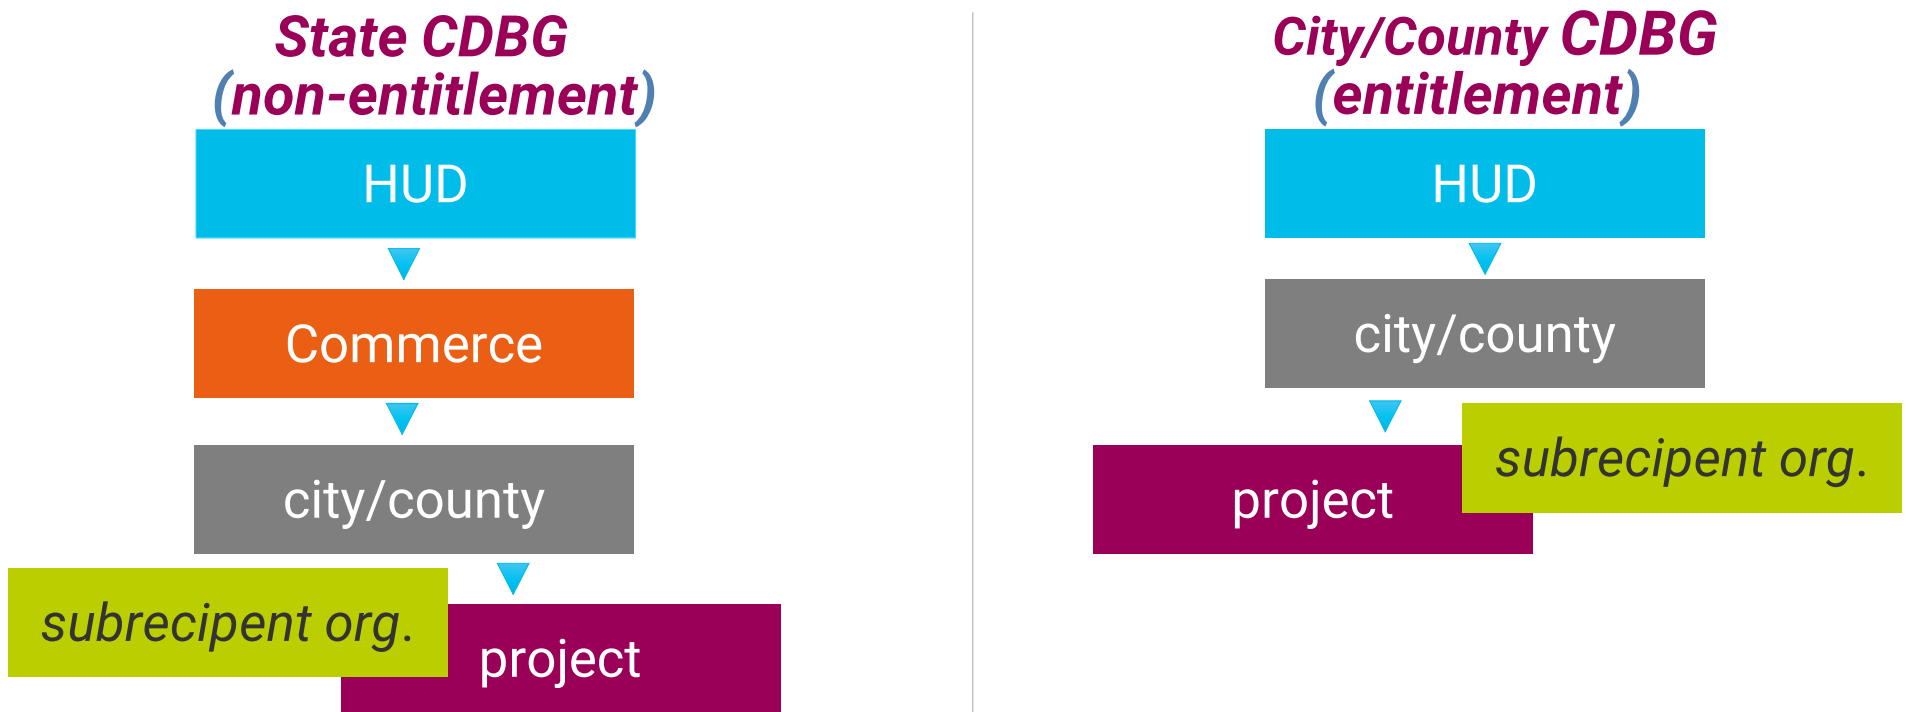 State CDBG
(non-entitlement)
HUD
Commerce
city/county
subrecipent org.
project
City/County CDBG
(entitlement)
HUD
city/county
subrecipent org.
project